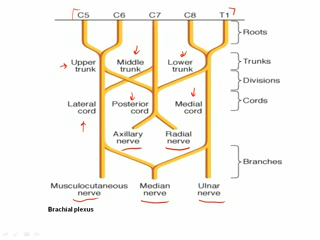 C5 C6 C7 C8 T1
Roots
Upper trunk
Middle trunk
Lower trunk
Trunks
Divisions
Lateral cord
Posterior cord
Medial cord
Cords
Axillary nerve
Radial nerve
Branches
Musculocutaneous nerve
Median nerve
Ulnar nerve
Brachial plexus